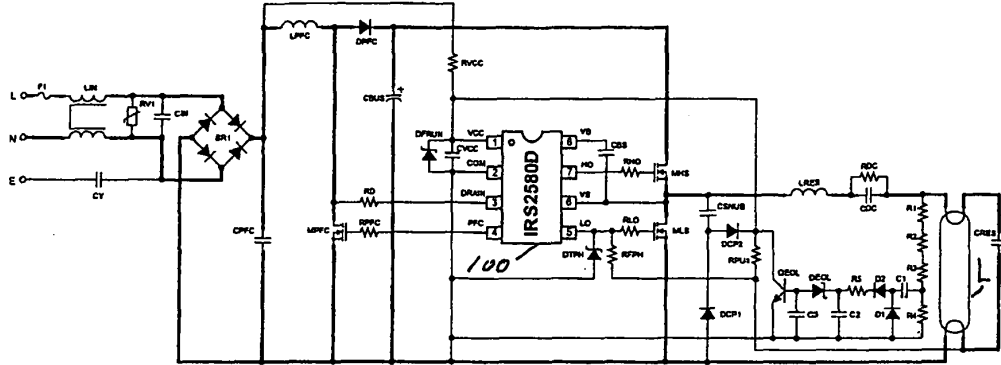 LPFC
DPFC
RVCC
L
F1
LIN
RV1
CIN
N
BR1
CBUS
+
E
CY
CPFC
DFRUN
VCC
CVCC
COM
DRAIN
PFC
RD
RPFC
MPFC
1
2
3
4
IRS2580D
100
8
7
6
5
VB
HO
VS
LO
CBS
RHO
MHS
RLO
MLS
DTPH
RFPH
CSNUB
DCP2
RPU1
DCP1
LRES
RDC
CDC
R1
R2
R3
R4
CRES
QEOL
DEOL
R5
D2
C1
C3
C2
D1